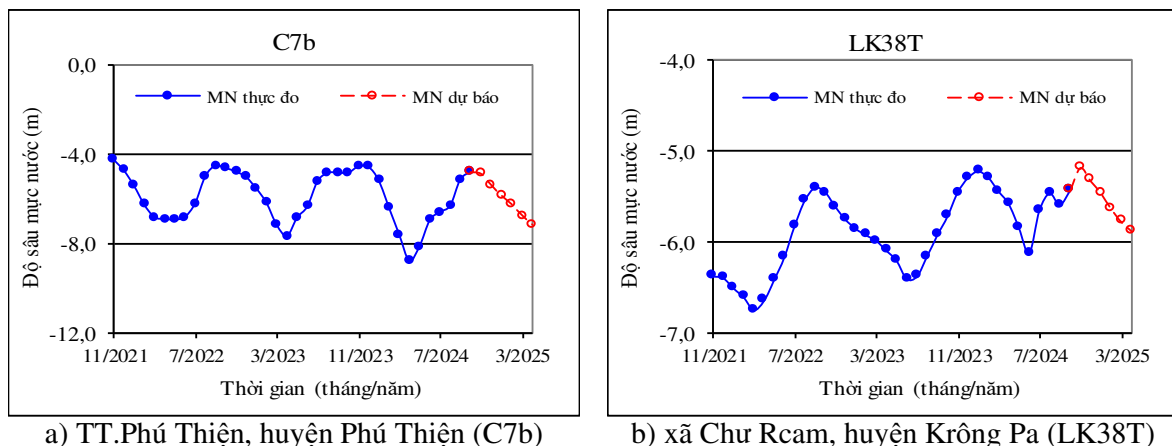 C7b
0,0
-4,0
-8,0
-12,0
MN thực đo
MN dự báo
Độ sâu mực nước (m)
11/2021 7/2022 3/2023 11/2023 7/2024 3/2025
Thời gian (tháng/năm)
a) TT.Phú Thiện, huyện Phú Thiện (C7b)
LK38T
-4,0
-5,0
-6,0
-7,0
MN thực đo
MN dự báo
Độ sâu mực nước (m)
11/2021 7/2022 3/2023 11/2023 7/2024 3/2025
Thời gian (tháng/năm)
b) xã Chư Rcam, huyện Krông Pa (LK38T)